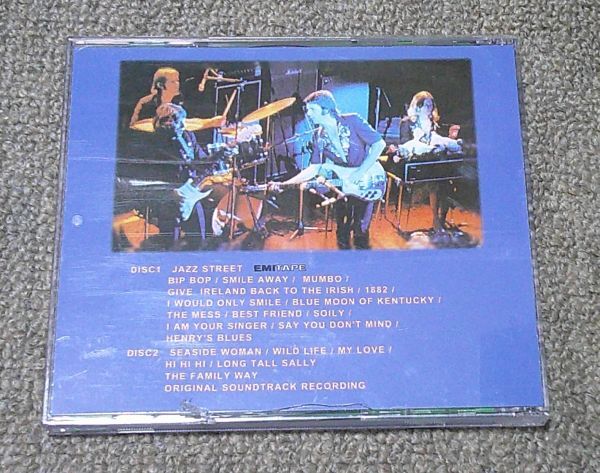 DISC1 JAZZ STREET EMITAPE
BIP BOP / SMILE AWAY / MUMBO /
GIVE. IRELAND BACK TO THE IRISH / 1882 /
I WOULD ONLY SMILE / BLUE MOON OF KENTUCKY /
THE MESS / BEST FRIEND / SOILY /
I AM YOUR SINGER / SAY YOU DON'T MIND /
HENRY'S BLUES
DISC2 SEASIDE WOMAN / WILD LIFE / MY LOVE /
HI HI HI / LONG TALL SALLY
THE FAMILY WAY
ORIGINAL SOUNDTRACK RECORDING